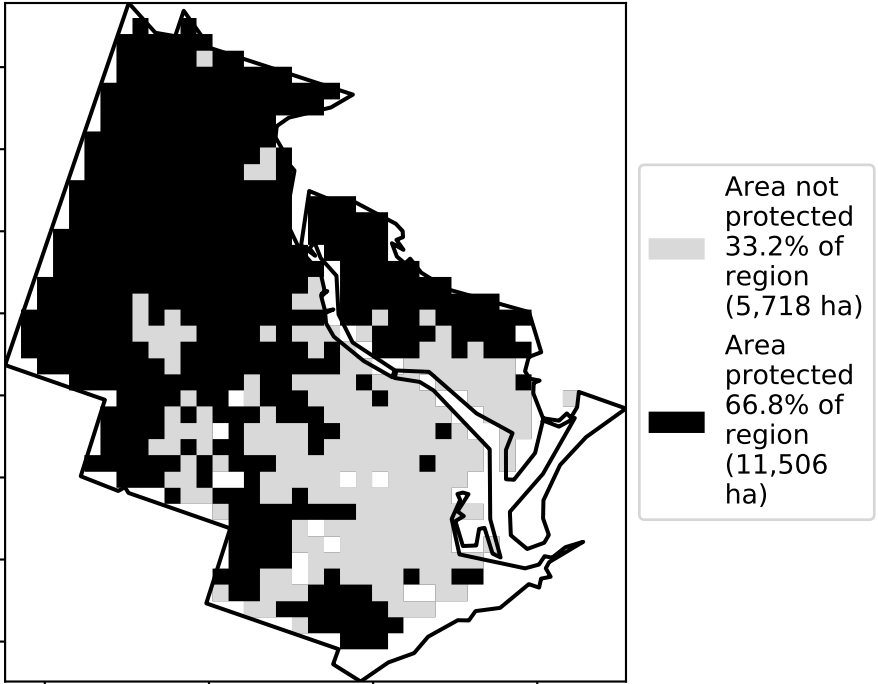 Area not
protected
33.2% of
region
(5,718 ha)
Area
protected
66.8% of
region
(11,506
ha)